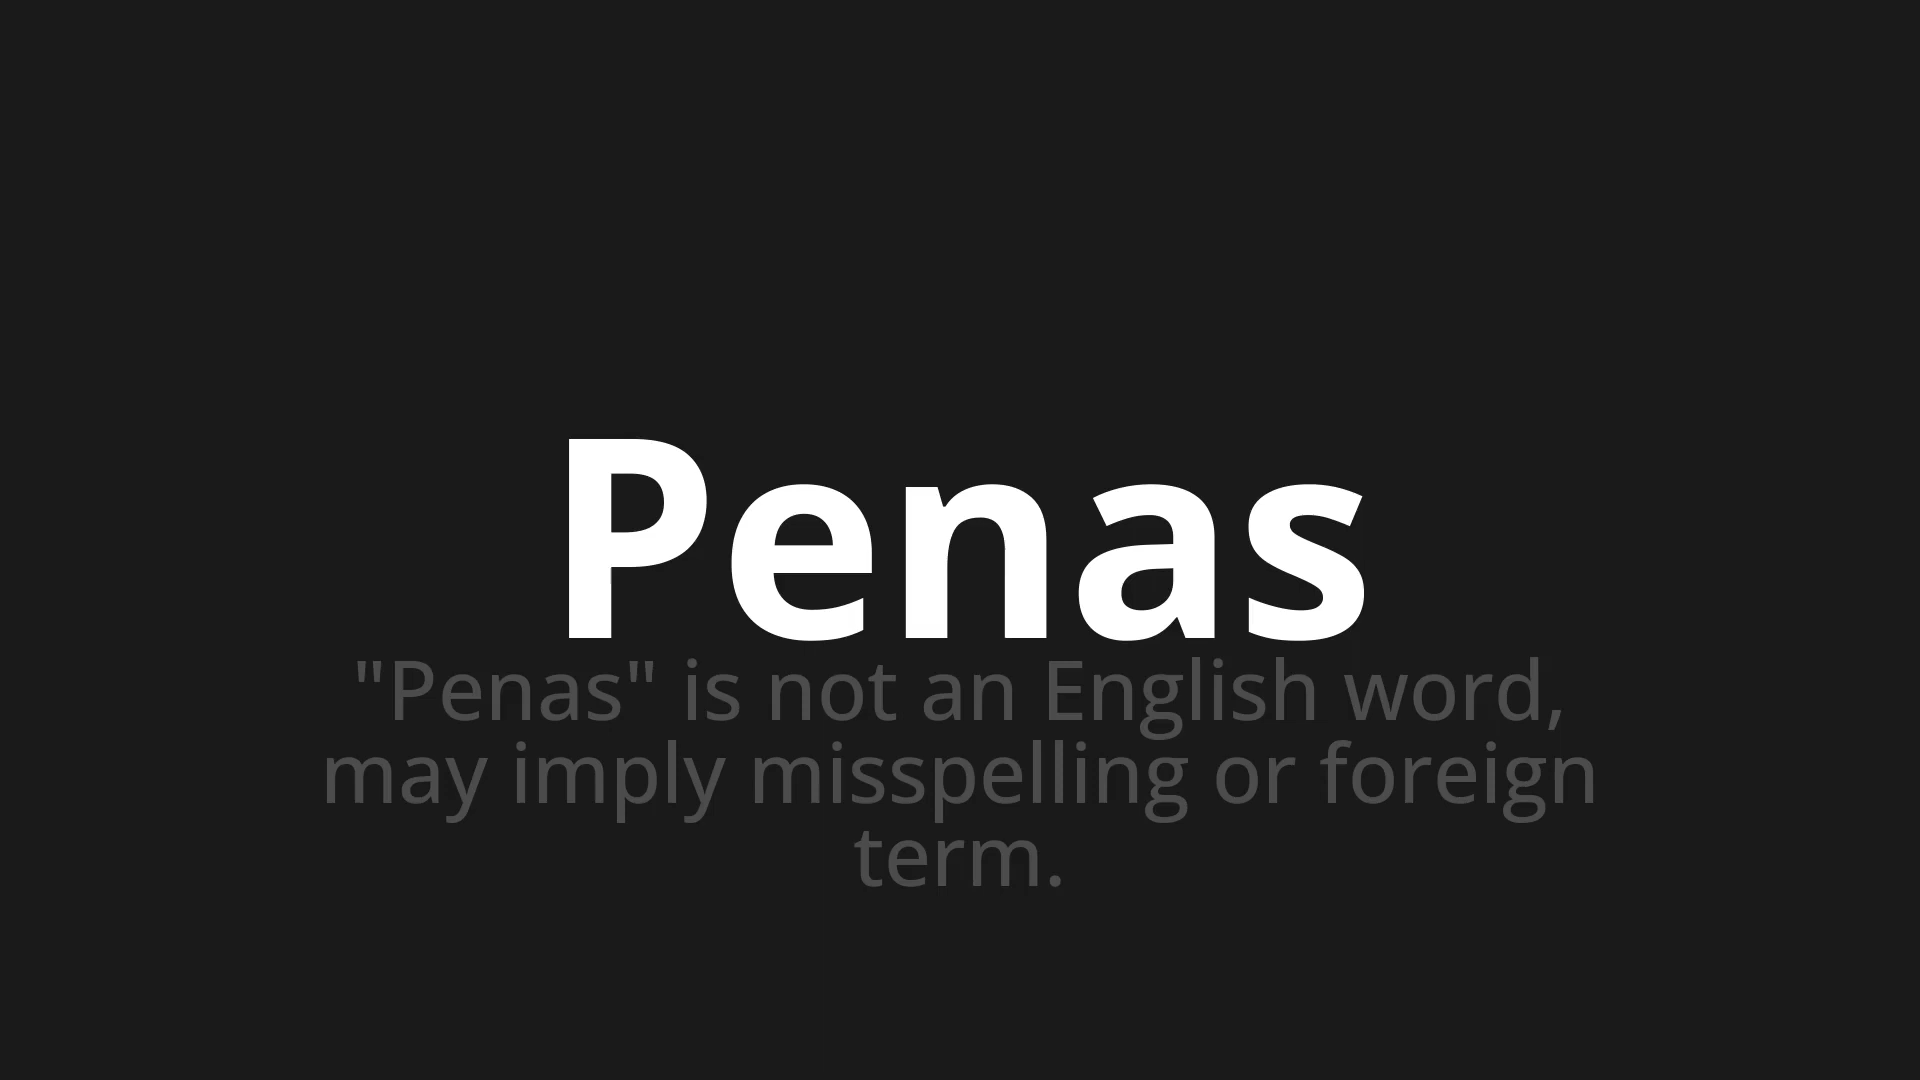 Penas
"Penas" is not an English word,
may imply misspelling or foreign
term.